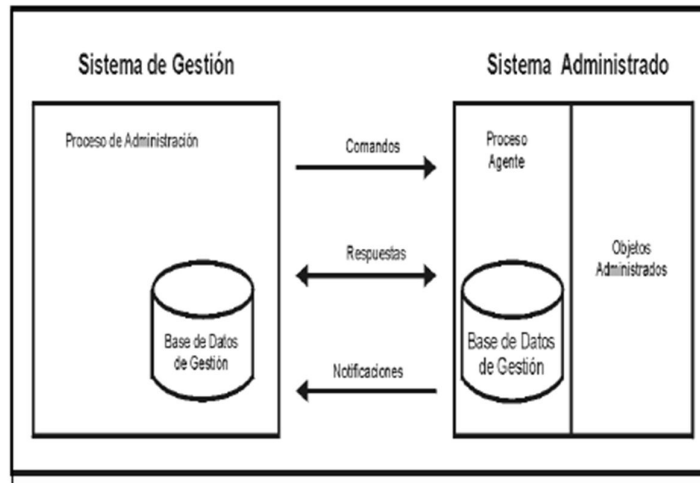 Sistema de Gestión
Sistema Administrado
Proceso de Administración
Comandos
Proceso
Agente
Respuestas
Objetos
Administrados
Base de Datos
de Gestión
Base de Datos
de Gestión
Notificaciones